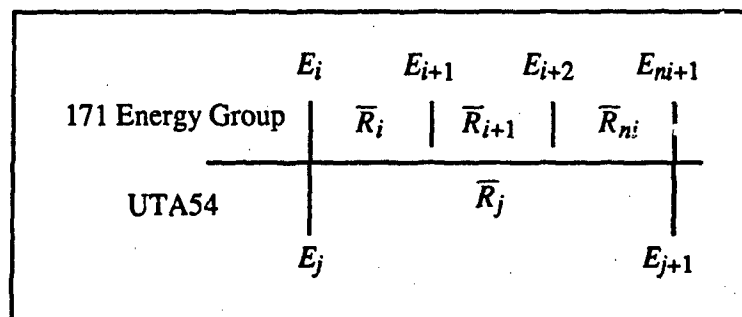 E_i E_{i+1} E_{i+2} E_{ni+1}
171 Energy Group R̅_i R̅_{i+1} R̅_{ni}
UTA54 R̅_j
E_j E_{j+1}